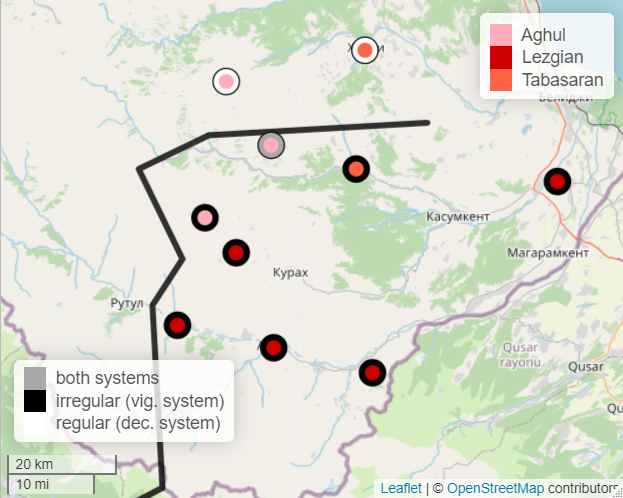 Aghul
Lezgian
Tabasaran
Белиджи
Касумкент
Магарамкент
Курах
Рутул
Qusar
rayonu
Qusar
both systems
irregular (vig. system)
regular (dec. system)
20 km
10 mi
Leaflet | © OpenStreetMap contributors